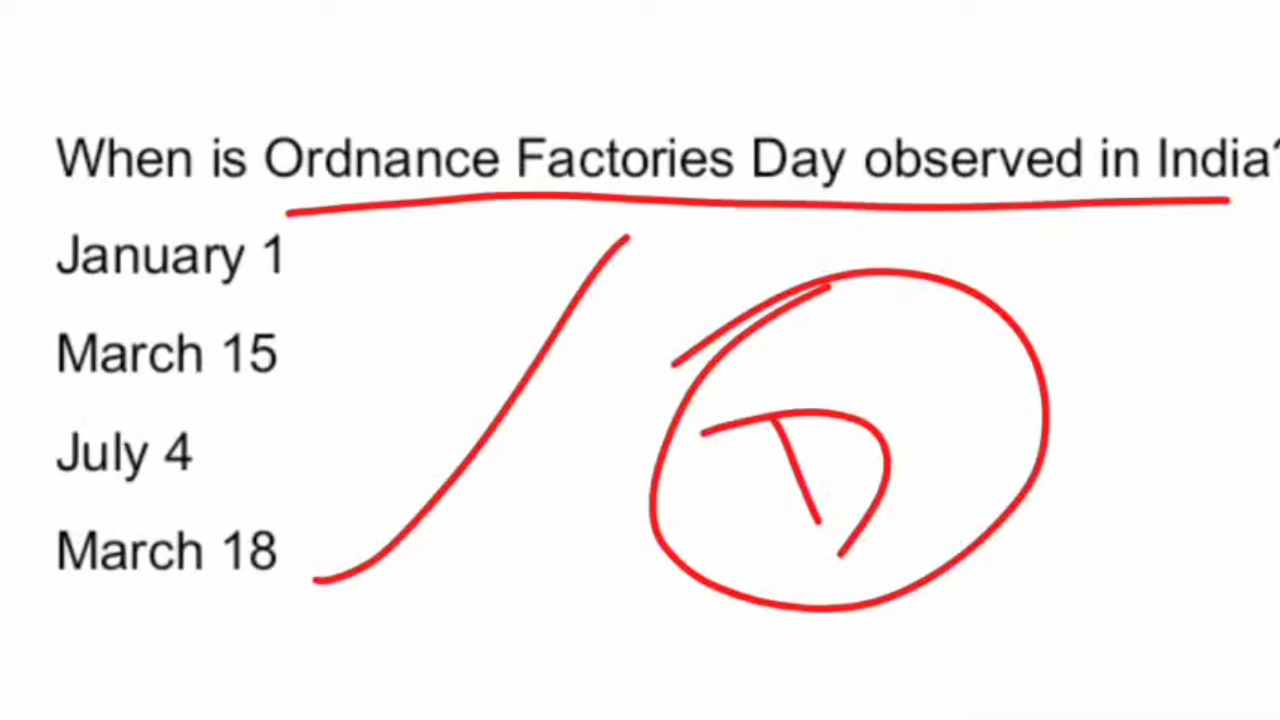 When is Ordnance Factories Day observed in India?
January 1
March 15
July 4
March 18
D